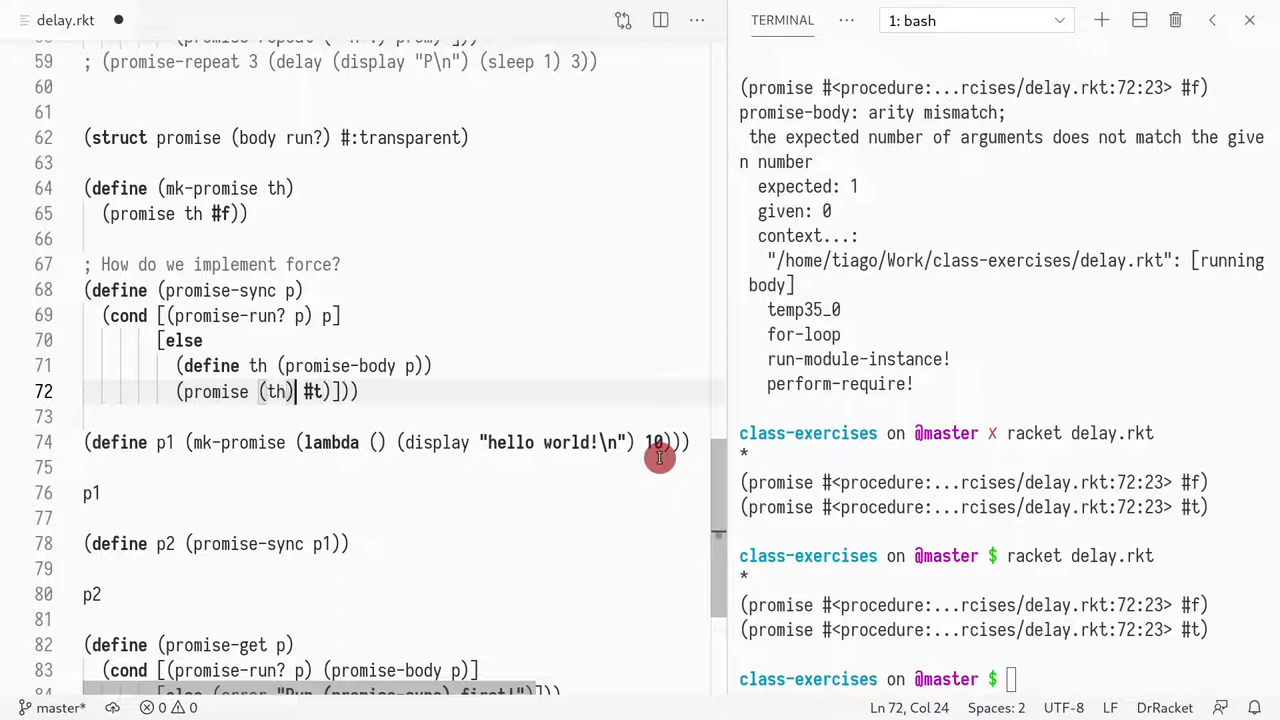 delay.rkt
TERMINAL
1: bash
59 ; (promise-repeat 3 (delay (display "P\n") (sleep 1) 3))
60
61
62 (struct promise (body run?) #:transparent)
63
64 (define (mk-promise th)
65 (promise th #f))
66
67 ; How do we implement force?
68 (define (promise-sync p)
69 (cond [(promise-run? p) p]
70 [else
71 (define th (promise-body p))
72 (promise (th) #t)]))
73
74 (define p1 (mk-promise (lambda () (display "hello world!\n") 10)))
75
76 p1
77
78 (define p2 (promise-sync p1))
79
80 p2
81
82 (define (promise-get p)
83 (cond [(promise-run? p) (promise-body p)]
84 [else (error "Run (promise-sync) first!")]))
(promise #<procedure:...rcises/delay.rkt:72:23> #f)
promise-body: arity mismatch;
the expected number of arguments does not match the give
n number
expected: 1
given: 0
context...:
"/home/tiago/Work/class-exercises/delay.rkt": [running
body]
temp35_0
for-loop
run-module-instance!
perform-require!
class-exercises on @master ✗ racket delay.rkt
*
(promise #<procedure:...rcises/delay.rkt:72:23> #f)
(promise #<procedure:...rcises/delay.rkt:72:23> #t)
class-exercises on @master $ racket delay.rkt
*
(promise #<procedure:...rcises/delay.rkt:72:23> #f)
(promise #<procedure:...rcises/delay.rkt:72:23> #t)
class-exercises on @master $
master* 0 0 Ln 72, Col 24 Spaces: 2 UTF-8 LF DrRacket